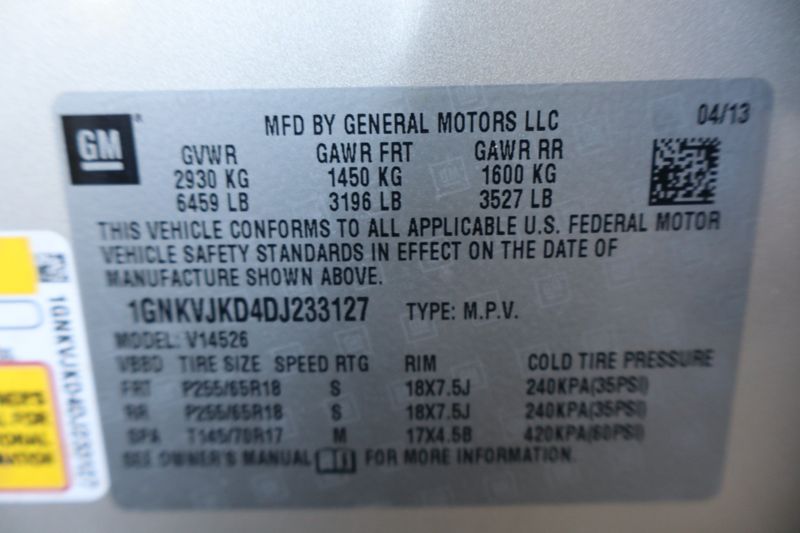 GM
MFD BY GENERAL MOTORS LLC
04/13
GVWR GAWR FRT GAWR RR
2930 KG 1450 KG 1600 KG
6459 LB 3196 LB 3527 LB
THIS VEHICLE CONFORMS TO ALL APPLICABLE U.S. FEDERAL MOTOR
VEHICLE SAFETY STANDARDS IN EFFECT ON THE DATE OF
MANUFACTURE SHOWN ABOVE.
1GNKVJKD4DJ233127 TYPE: M.P.V.
MODEL: V14526
TIRE SIZE SPEED RTG RIM COLD TIRE PRESSURE
FRT P255/65R18 S 18X7.5J 240KPA(35PSI)
RR P255/65R18 S 18X7.5J 240KPA(35PSI)
SPA T145/70R17 M 17X4.5B 420KPA(60PSI)
SEE OWNER'S MANUAL FOR MORE INFORMATION
1GNKVJKD4DJ233127